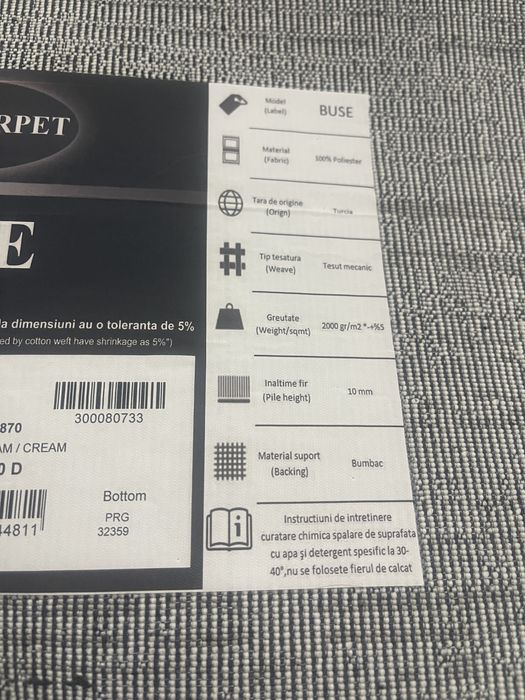 RPET
E
la dimensiuni au o toleranta de 5%
ed by cotton weft have shrinkage as 5%")
300080733
870
AM / CREAM
0 D
44811
Bottom
PRG
32359
Model
(Label)
BUSE
Material
(Fabric)
100% Poliester
Tara de origine
(Orign)
Turcia
Tip tesatura
(Weave)
Tesut mecanic
Greutate
(Weight/sqmt)
2000 gr/m2 *-+%5
Inaltime fir
(Pile height)
10 mm
Material suport
(Backing)
Bumbac
Instructiuni de intretinere
curatare chimica spalare de suprafata
cu apa și detergent spesific la 30-
40°,nu se folosete fierul de calcat